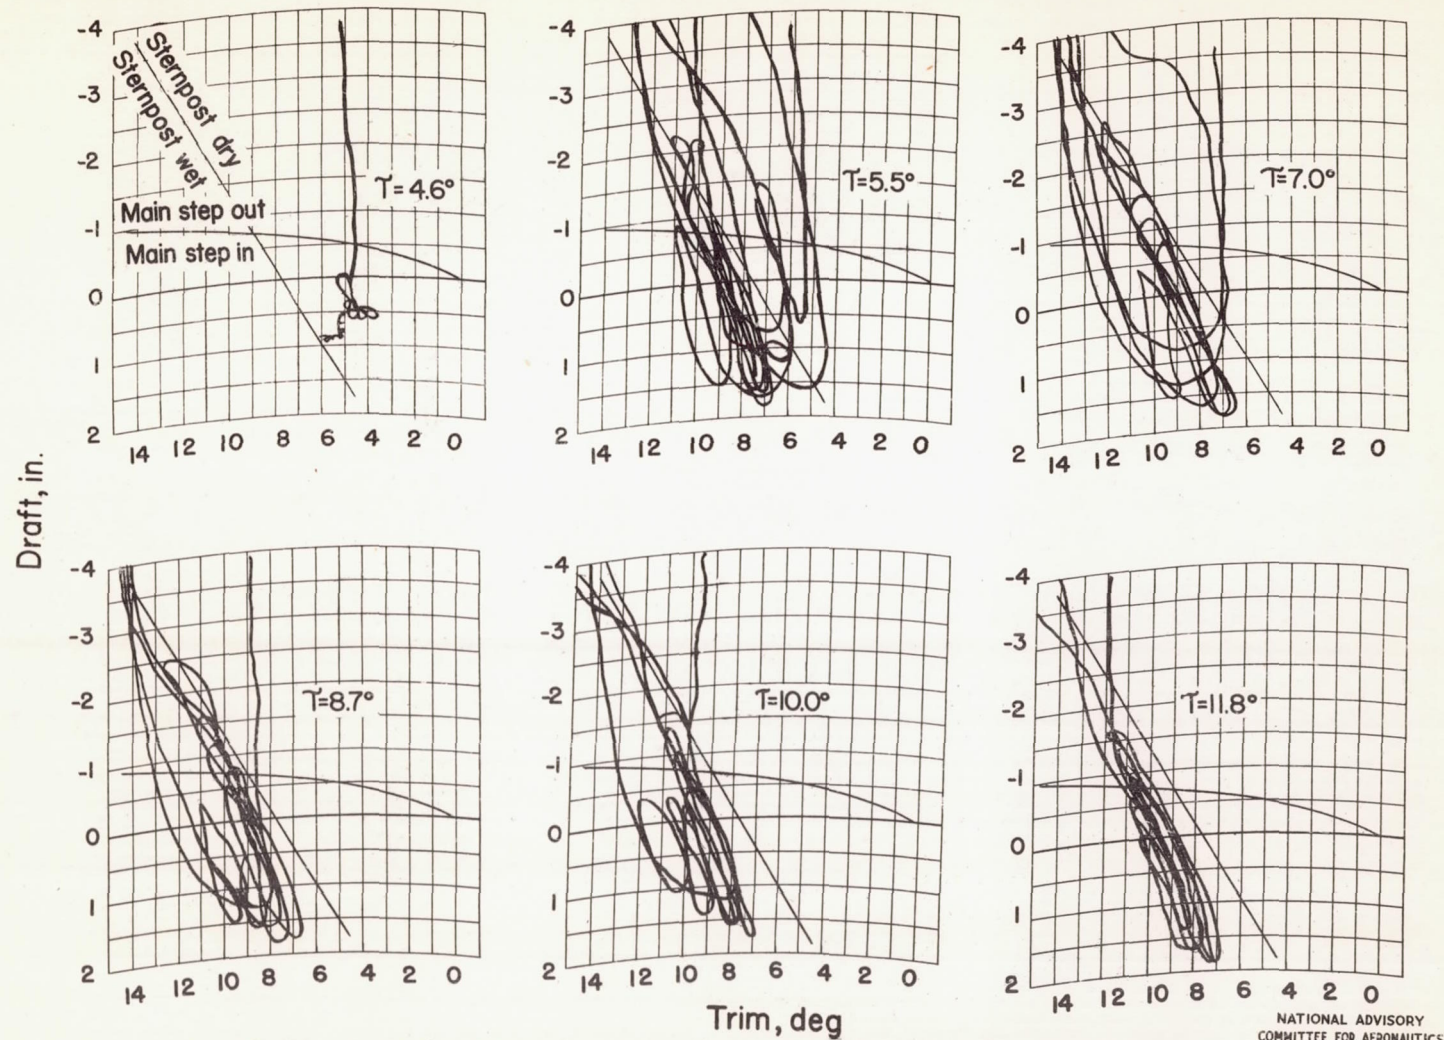 -4
-3
-2
-1
0
1
2
14 12 10 8 6 4 2 0
Sternpost dry
Sternpost wet
Main step out
Main step in
τ=4.6°
-4
-3
-2
-1
0
1
2
14 12 10 8 6 4 2 0
τ=5.5°
-4
-3
-2
-1
0
1
2
14 12 10 8 6 4 2 0
τ=7.0°
Draft, in.
-4
-3
-2
-1
0
1
2
14 12 10 8 6 4 2 0
τ=8.7°
-4
-3
-2
-1
0
1
2
14 12 10 8 6 4 2 0
τ=10.0°
-4
-3
-2
-1
0
1
2
14 12 10 8 6 4 2 0
τ=11.8°
Trim, deg
NATIONAL ADVISORY
COMMITTEE FOR AERONAUTICS